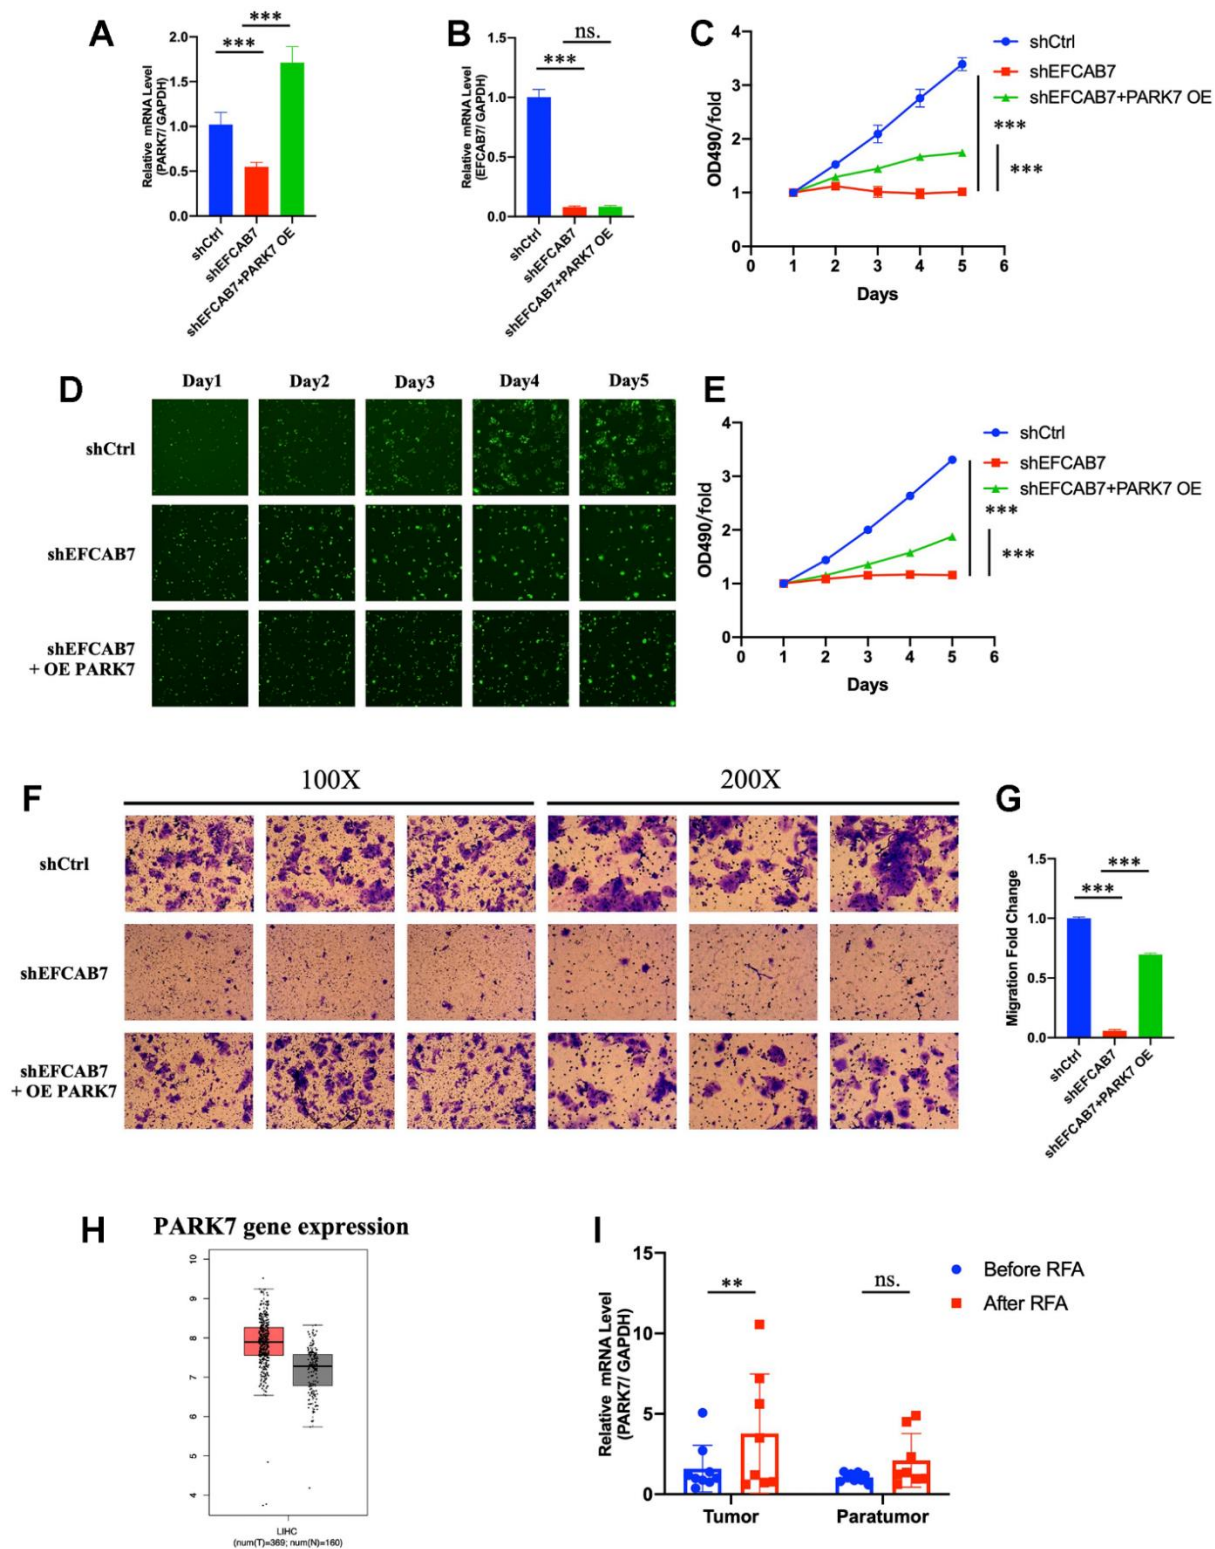 A
Relative mRNA Level
(PARK7/ GAPDH)
2.0
1.5
1.0
0.5
0.0
***
***
shCtrl
shEFCAB7
shEFCAB7+PARK7 OE
B
Relative mRNA Level
(EFCAB7/ GAPDH)
1.5
1.0
0.5
0.0
ns.
***
shCtrl
shEFCAB7
shEFCAB7+PARK7 OE
C
OD490/fold
4
3
2
1
0
0 1 2 3 4 5 6
Days
shCtrl
shEFCAB7
shEFCAB7+PARK7 OE
***
***
D
Day1 Day2 Day3 Day4 Day5
shCtrl
shEFCAB7
shEFCAB7
+ OE PARK7
E
OD490/fold
4
3
2
1
0
0 1 2 3 4 5 6
Days
shCtrl
shEFCAB7
shEFCAB7+PARK7 OE
***
***
F
100X 200X
shCtrl
shEFCAB7
shEFCAB7
+ OE PARK7
G
Migration Fold Change
1.5
1.0
0.5
0.0
***
***
shCtrl
shEFCAB7
shEFCAB7+PARK7 OE
H
PARK7 gene expression
10
9
8
7
6
5
4
LIHC
(num(T)=369; num(N)=160)
I
Relative mRNA Level
(PARK7/ GAPDH)
15
10
5
0
**
ns.
Tumor Paratumor
Before RFA
After RFA